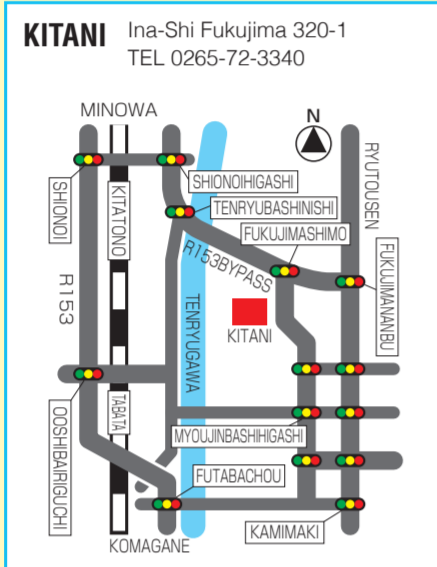 KITANI
Ina-Shi Fukujima 320-1
TEL 0265-72-3340
MINOWA
N
SHIONOI
KITATONO
SHIONOIHIGASHI
TENRYUBASHINISHI
FUKUJIMASHIMO
RYUTOUSEN
R153BYPASS
FUKUJIMANANBU
R153
TENRYUGAWA
KITANI
OOSHIBAIRIGUCHI
TABATA
MYOUJINBASHIHIGASHI
FUTABACHOU
KAMIMAKI
KOMAGANE